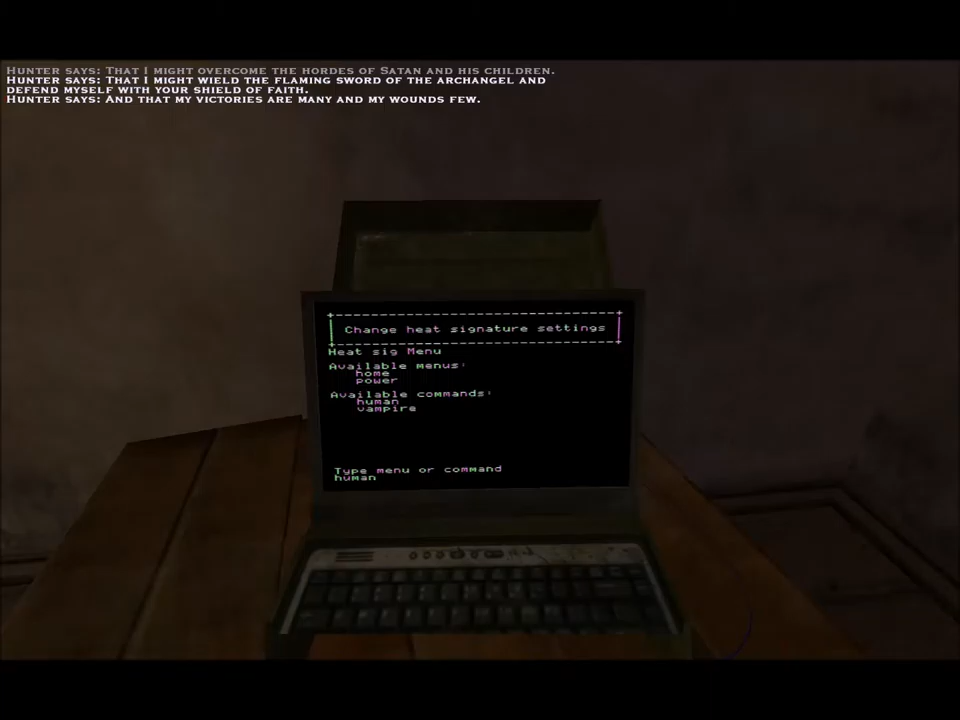 HUNTER SAYS: THAT I MIGHT OVERCOME THE HORDES OF SATAN AND HIS CHILDREN.
HUNTER SAYS: THAT I MIGHT WIELD THE FLAMING SWORD OF THE ARCHANGEL AND
DEFEND MYSELF WITH YOUR SHIELD OF FAITH.
HUNTER SAYS: AND THAT MY VICTORIES ARE MANY AND MY WOUNDS FEW.
Change heat signature settings
Heat sig Menu
Available menus:
home
power
Available commands:
human
vampire
Type menu or command
human